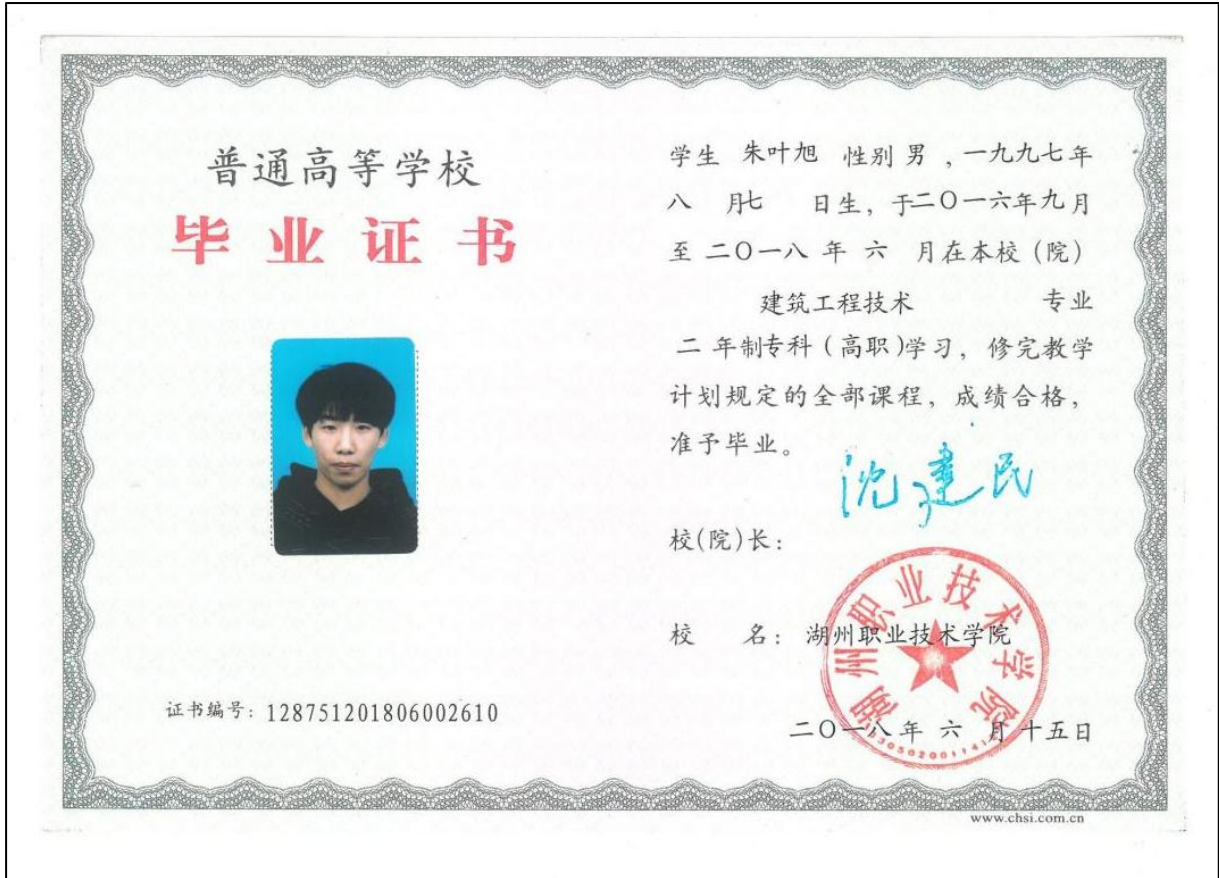 普通高等学校
毕业证书
证书编号：128751201806002610
学生 朱叶旭 性别 男 ，一九九七年
八 月七 日生，于二〇一六年九月
至 二〇一八 年 六 月在本校（院）
建筑工程技术 专业
二 年制专科（高职）学习，修完教学
计划规定的全部课程，成绩合格，
准予毕业。
沈建民
校(院)长：
校 名：湖州职业技术学院
湖州职业技术学院
二〇一八年 六 月十五日
www.chsi.com.cn